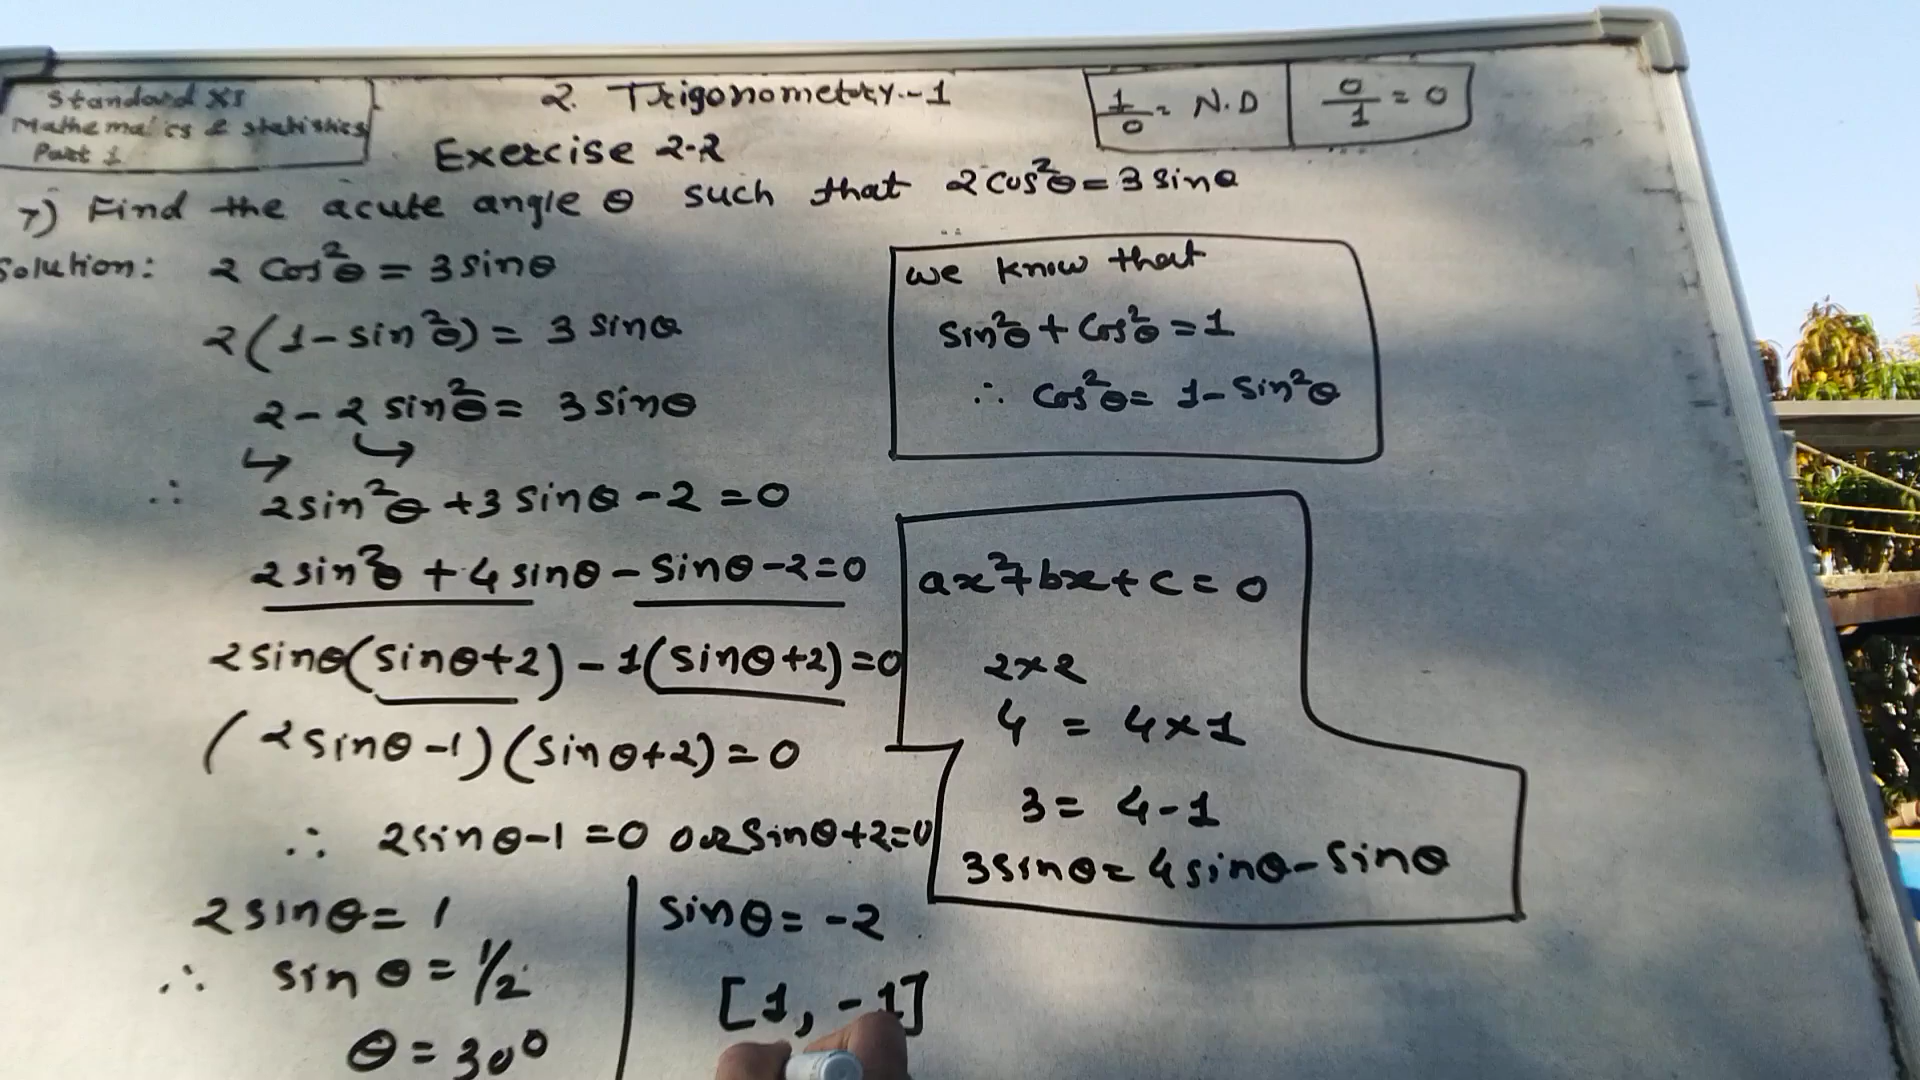 Standard XI
Mathematics & statistics
Part 1
2. Trigonometry-1
1/0 = N.D
0/1 = 0
Exercise 2.2
7) Find the acute angle θ such that 2cos²θ = 3sinθ
Solution: 2 cos²θ = 3sinθ
2(1-sin²θ) = 3 sinθ
2 - 2 sin²θ = 3 sinθ
∴ 2sin²θ + 3 sinθ - 2 = 0
2sin²θ + 4 sinθ - sinθ - 2 = 0
2sinθ(sinθ+2) - 1(sinθ+2) = 0
(2sinθ-1)(sinθ+2) = 0
∴ 2sinθ-1 = 0 or sinθ+2=0
2sinθ = 1
∴ sinθ = 1/2
θ = 30°
sinθ = -2
[1, -1]
we know that
sin²θ + cos²θ = 1
∴ cos²θ = 1 - sin²θ
ax²+bx+c = 0
2×2
4 = 4×1
3 = 4-1
3sinθ = 4sinθ - sinθ